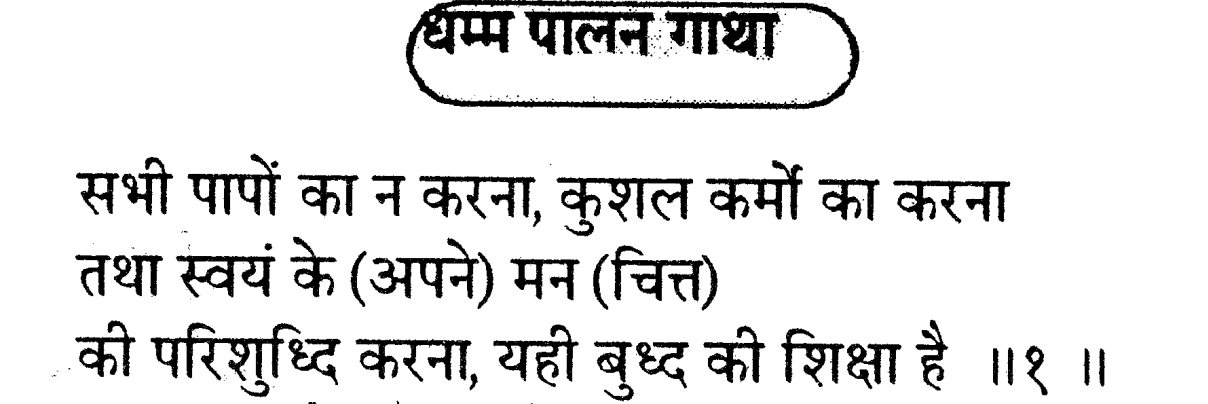 धम्म पालन गाथा
सभी पापों का न करना, कुशल कर्मो का करना
तथा स्वयं के (अपने) मन (चित्त)
की परिशुध्दि करना, यही बुध्द की शिक्षा है ॥१ ॥